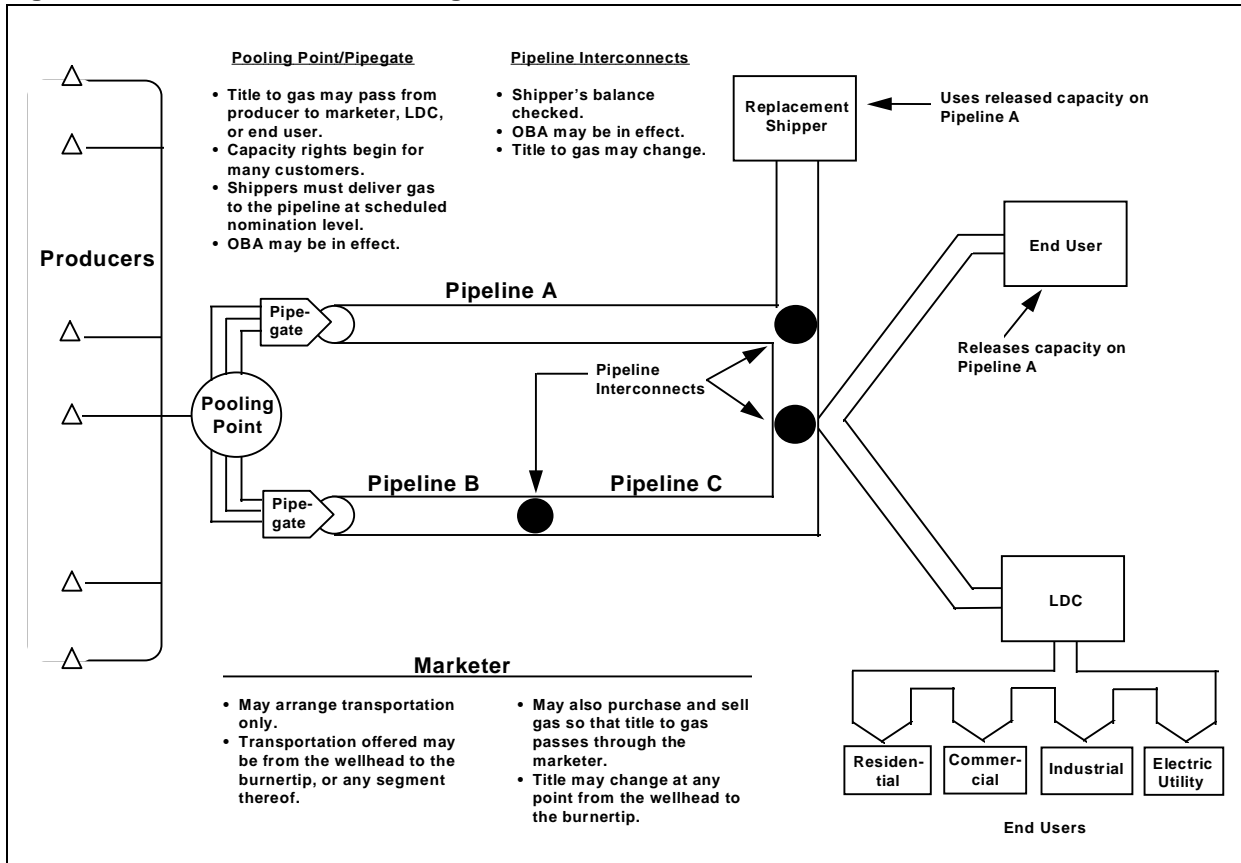 Pooling Point/Pipegate
• Title to gas may pass from
producer to marketer, LDC,
or end user.
• Capacity rights begin for
many customers.
• Shippers must deliver gas
to the pipeline at scheduled
nomination level.
• OBA may be in effect.
Pipeline Interconnects
• Shipper's balance
checked.
• OBA may be in effect.
• Title to gas may change.
Replacement
Shipper
Uses released capacity on
Pipeline A
End User
Releases capacity on
Pipeline A
Producers
Pipeline A
Pipe-
gate
Pipeline
Interconnects
Pooling
Point
Pipeline B
Pipeline C
Pipe-
gate
LDC
Marketer
• May arrange transportation
only.
• Transportation offered may
be from the wellhead to the
burnertip, or any segment
thereof.
• May also purchase and sell
gas so that title to gas
passes through the
marketer.
• Title may change at any
point from the wellhead to
the burnertip.
Residen-
tial
Commer-
cial
Industrial
Electric
Utility
End Users